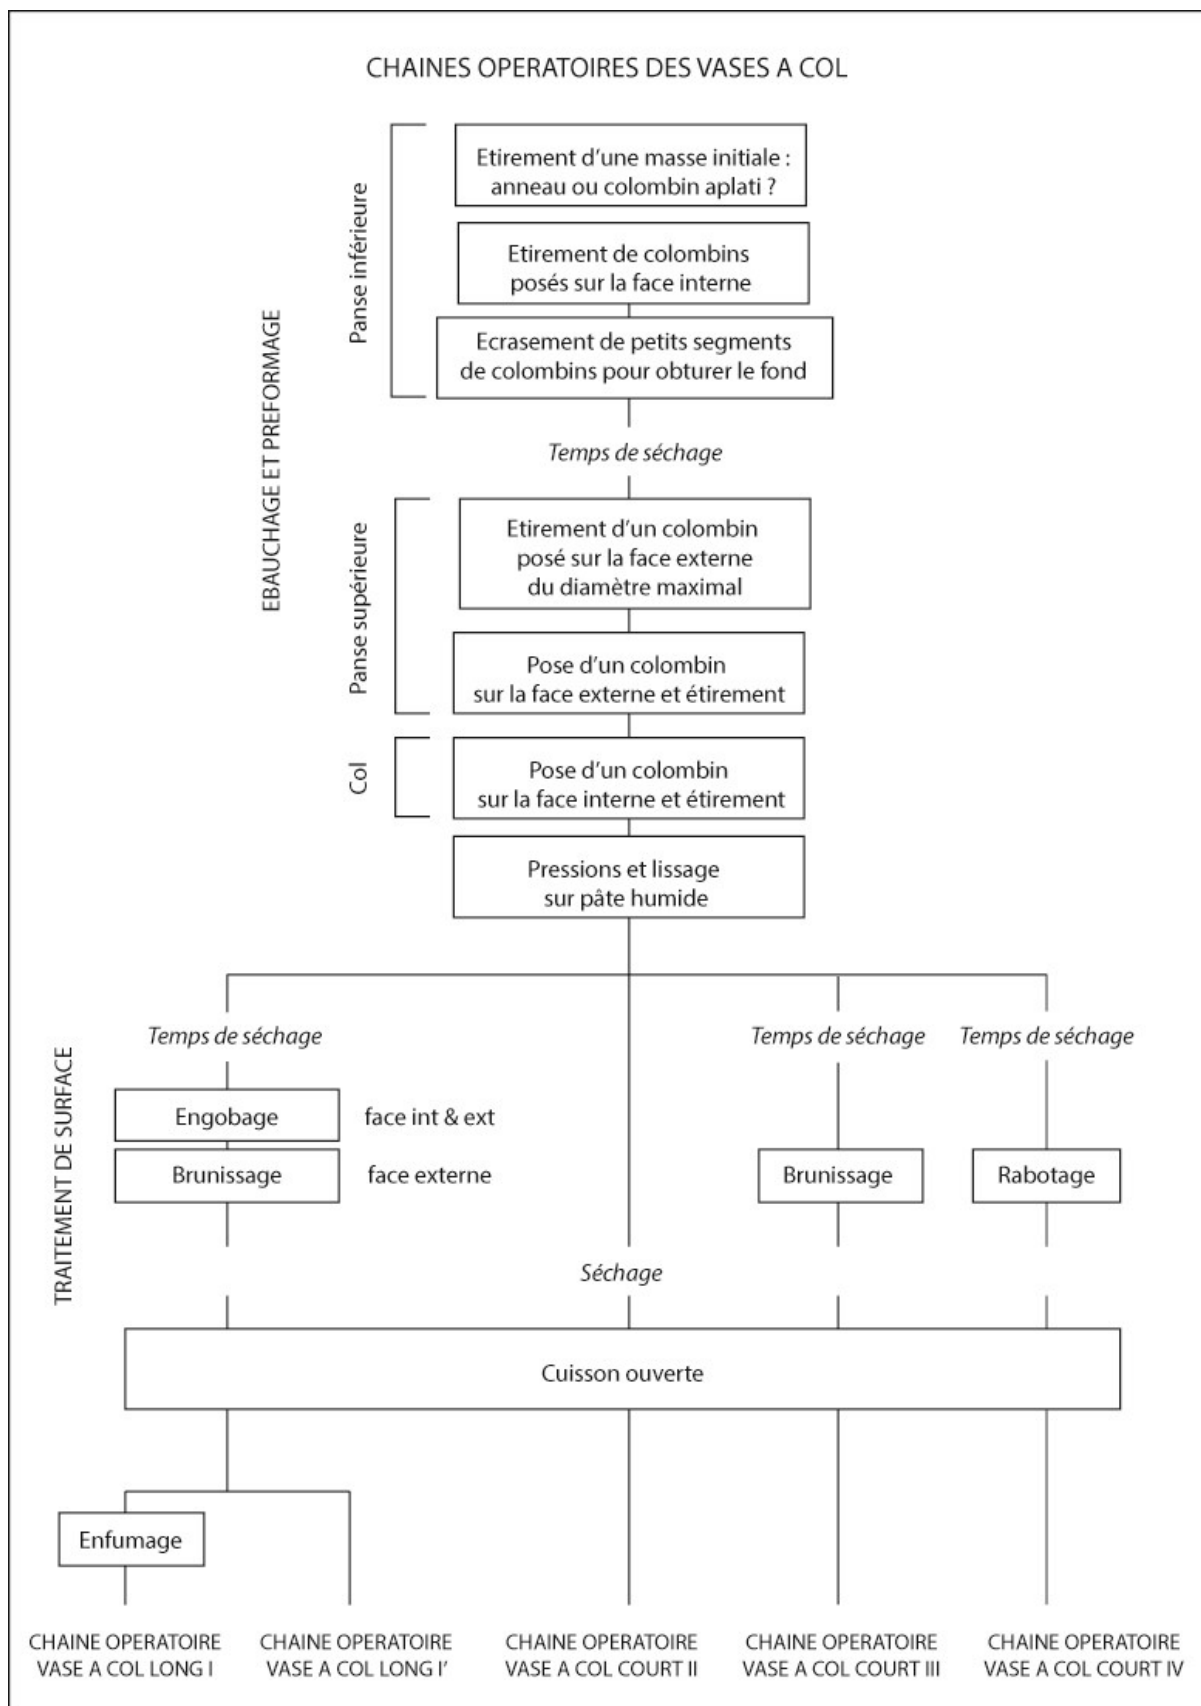 CHAINES OPERATOIRES DES VASES A COL
EBAUCHAGE ET PREFORMAGE
Panse inférieure
Etirement d'une masse initiale :
anneau ou colombin aplati ?
Etirement de colombins
posés sur la face interne
Ecrasement de petits segments
de colombins pour obturer le fond
Temps de séchage
Panse supérieure
Etirement d'un colombin
posé sur la face externe
du diamètre maximal
Pose d'un colombin
sur la face externe et étirement
Col
Pose d'un colombin
sur la face interne et étirement
Pressions et lissage
sur pâte humide
TRAITEMENT DE SURFACE
Temps de séchage
Temps de séchage
Temps de séchage
Engobage
face int & ext
Brunissage
face externe
Brunissage
Rabotage
Séchage
Cuisson ouverte
Enfumage
CHAINE OPERATOIRE
VASE A COL LONG I
CHAINE OPERATOIRE
VASE A COL LONG I'
CHAINE OPERATOIRE
VASE A COL COURT II
CHAINE OPERATOIRE
VASE A COL COURT III
CHAINE OPERATOIRE
VASE A COL COURT IV